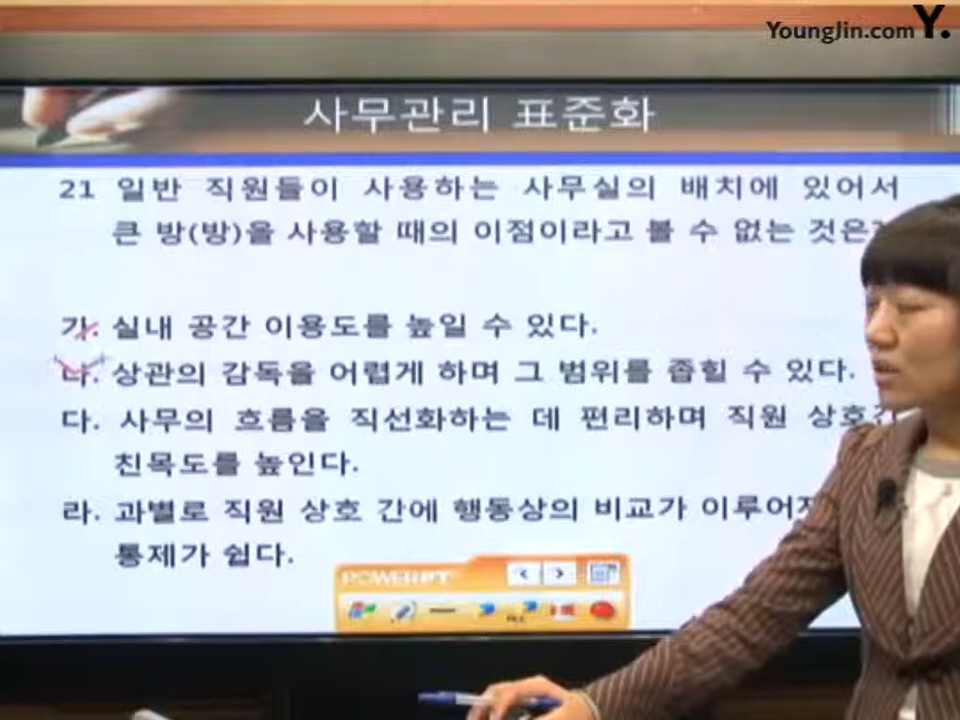 YoungJin.com Y.
사무관리 표준화
21 일반 직원들이 사용하는 사무실의 배치에 있어서
큰 방(방)을 사용할 때의 이점이라고 볼 수 없는 것은
가. 실내 공간 이용도를 높일 수 있다.
나. 상관의 감독을 어렵게 하며 그 범위를 좁힐 수 있다.
다. 사무의 흐름을 직선화하는 데 편리하며 직원 상호간
친목도를 높인다.
라. 과별로 직원 상호 간에 행동상의 비교가 이루어져
통제가 쉽다.
POWERPT